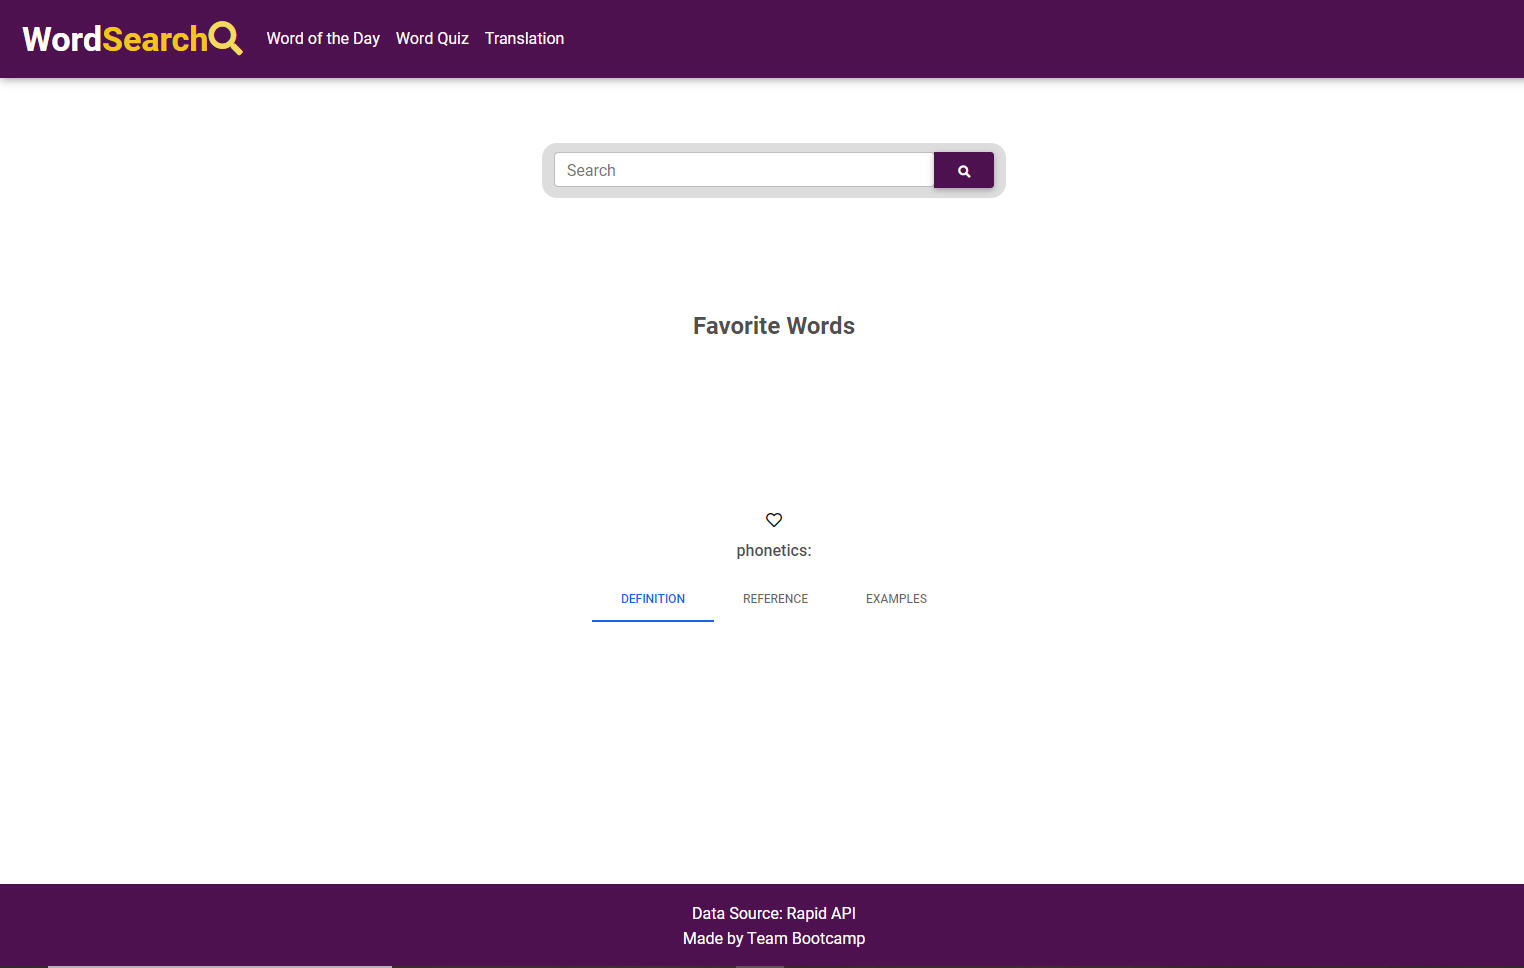 WordSearch
Word of the Day
Word Quiz
Translation
Search
Favorite Words
phonetics:
DEFINITION
REFERENCE
EXAMPLES
Data Source: Rapid API
Made by Team Bootcamp